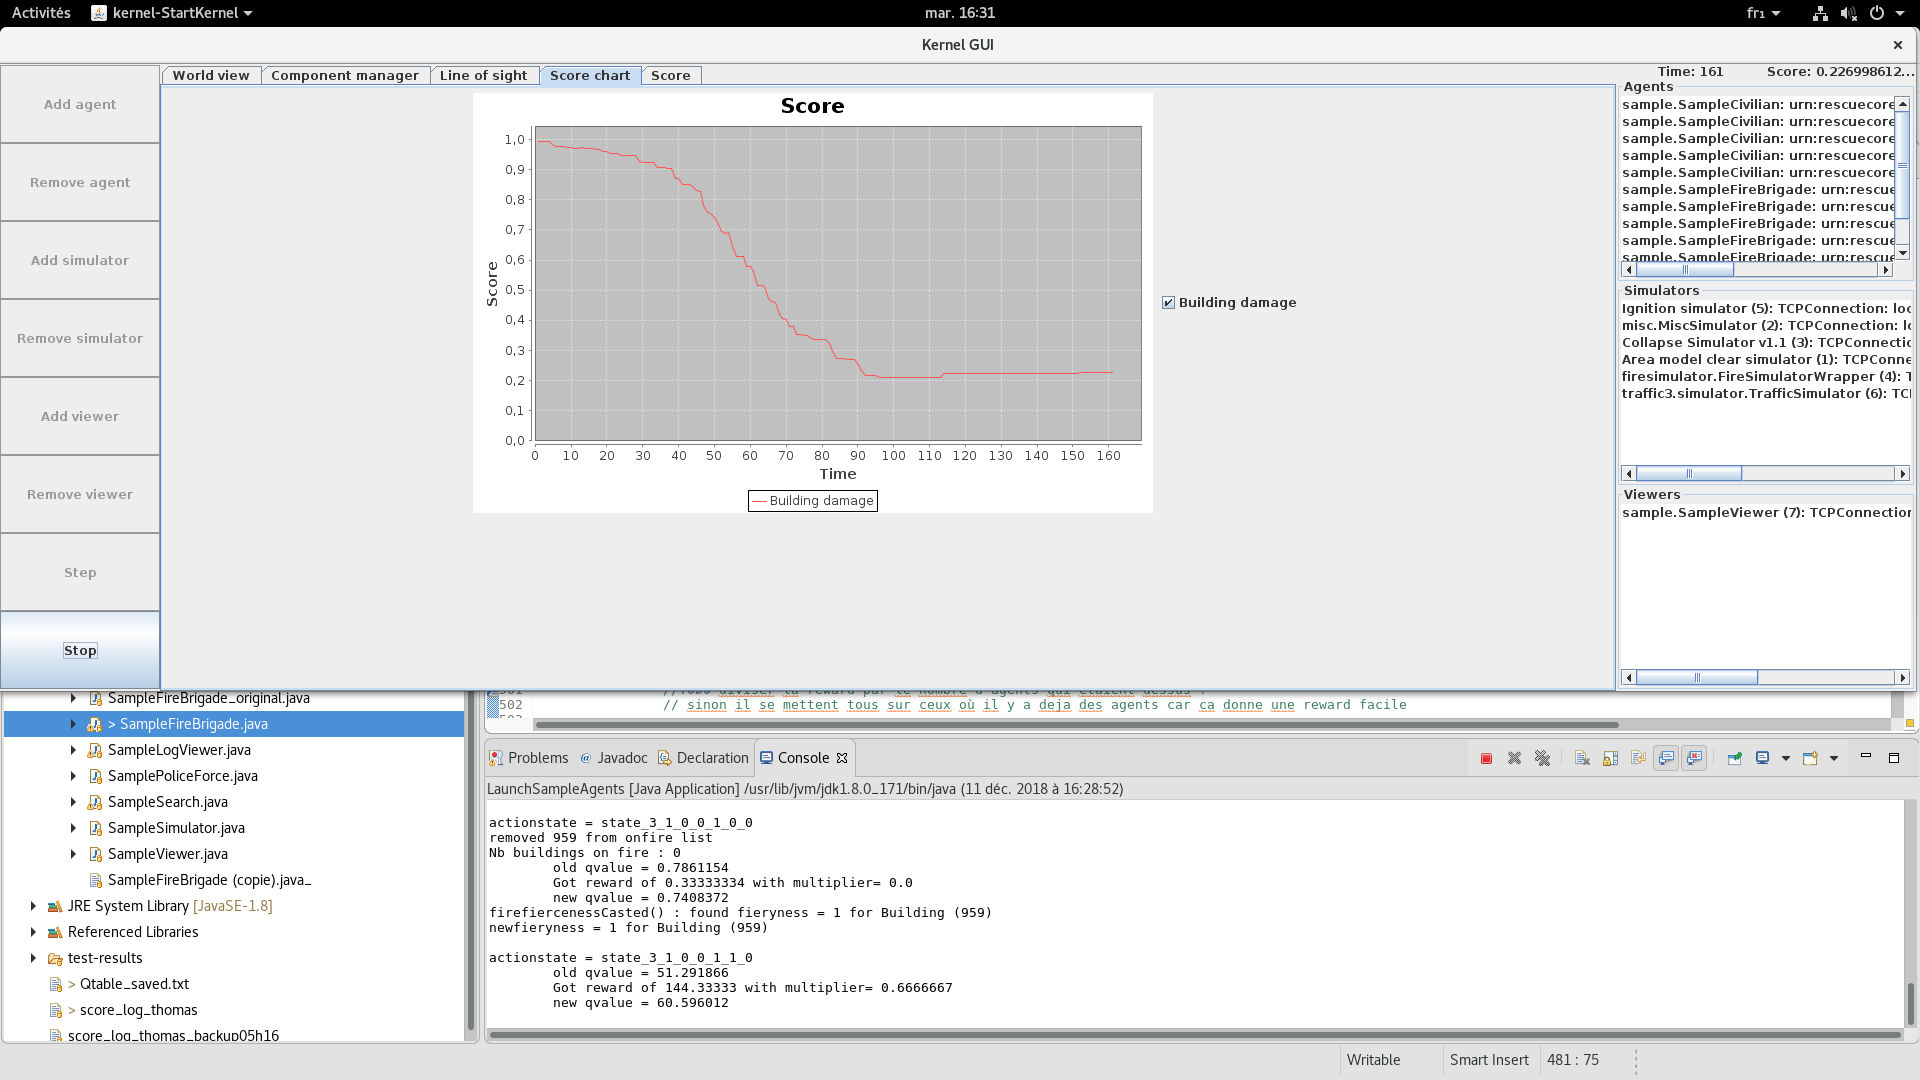 Activités
kernel-StartKernel
mar. 16:31
fr₁
Kernel GUI
World view
Component manager
Line of sight
Score chart
Score
Time: 161
Score: 0.226998612...
Add agent
Remove agent
Add simulator
Remove simulator
Add viewer
Remove viewer
Step
Stop
Score
Score
1,0
0,9
0,8
0,7
0,6
0,5
0,4
0,3
0,2
0,1
0,0
0 10 20 30 40 50 60 70 80 90 100 110 120 130 140 150 160
Time
Building damage
Building damage
Agents
sample.SampleCivilian: urn:rescuecore
sample.SampleCivilian: urn:rescuecore
sample.SampleCivilian: urn:rescuecore
sample.SampleCivilian: urn:rescuecore
sample.SampleCivilian: urn:rescuecore
sample.SampleFireBrigade: urn:rescue
sample.SampleFireBrigade: urn:rescue
sample.SampleFireBrigade: urn:rescue
sample.SampleFireBrigade: urn:rescue
sample.SampleFireBrigade: urn:rescue
Simulators
Ignition simulator (5): TCPConnection: loc
misc.MiscSimulator (2): TCPConnection: l
Collapse Simulator v1.1 (3): TCPConnectio
Area model clear simulator (1): TCPConne
firesimulator.FireSimulatorWrapper (4): T
traffic3.simulator.TrafficSimulator (6): TC
Viewers
sample.SampleViewer (7): TCPConnection
SampleFireBrigade_original.java
> SampleFireBrigade.java
SampleLogViewer.java
SamplePoliceForce.java
SampleSearch.java
SampleSimulator.java
SampleViewer.java
SampleFireBrigade (copie).java_
JRE System Library [JavaSE-1.8]
Referenced Libraries
test-results
> Qtable_saved.txt
> score_log_thomas
score_log_thomas_backup05h16
//TODO diviser la reward par le nombre d'agents qui étaient dessus ?
502 // sinon il se mettent tous sur ceux où il y a deja des agents car ca donne une reward facile
Problems
@ Javadoc
Declaration
Console
LaunchSampleAgents [Java Application] /usr/lib/jvm/jdk1.8.0_171/bin/java (11 déc. 2018 à 16:28:52)
actionstate = state_3_1_0_0_1_0_0
removed 959 from onfire list
Nb buildings on fire : 0
old qvalue = 0.7861154
Got reward of 0.33333334 with multiplier= 0.0
new qvalue = 0.7408372
firefiercenessCasted() : found fieryness = 1 for Building (959)
newfieryness = 1 for Building (959)
actionstate = state_3_1_0_0_1_1_0
old qvalue = 51.291866
Got reward of 144.33333 with multiplier= 0.6666667
new qvalue = 60.596012
Writable
Smart Insert
481 : 75